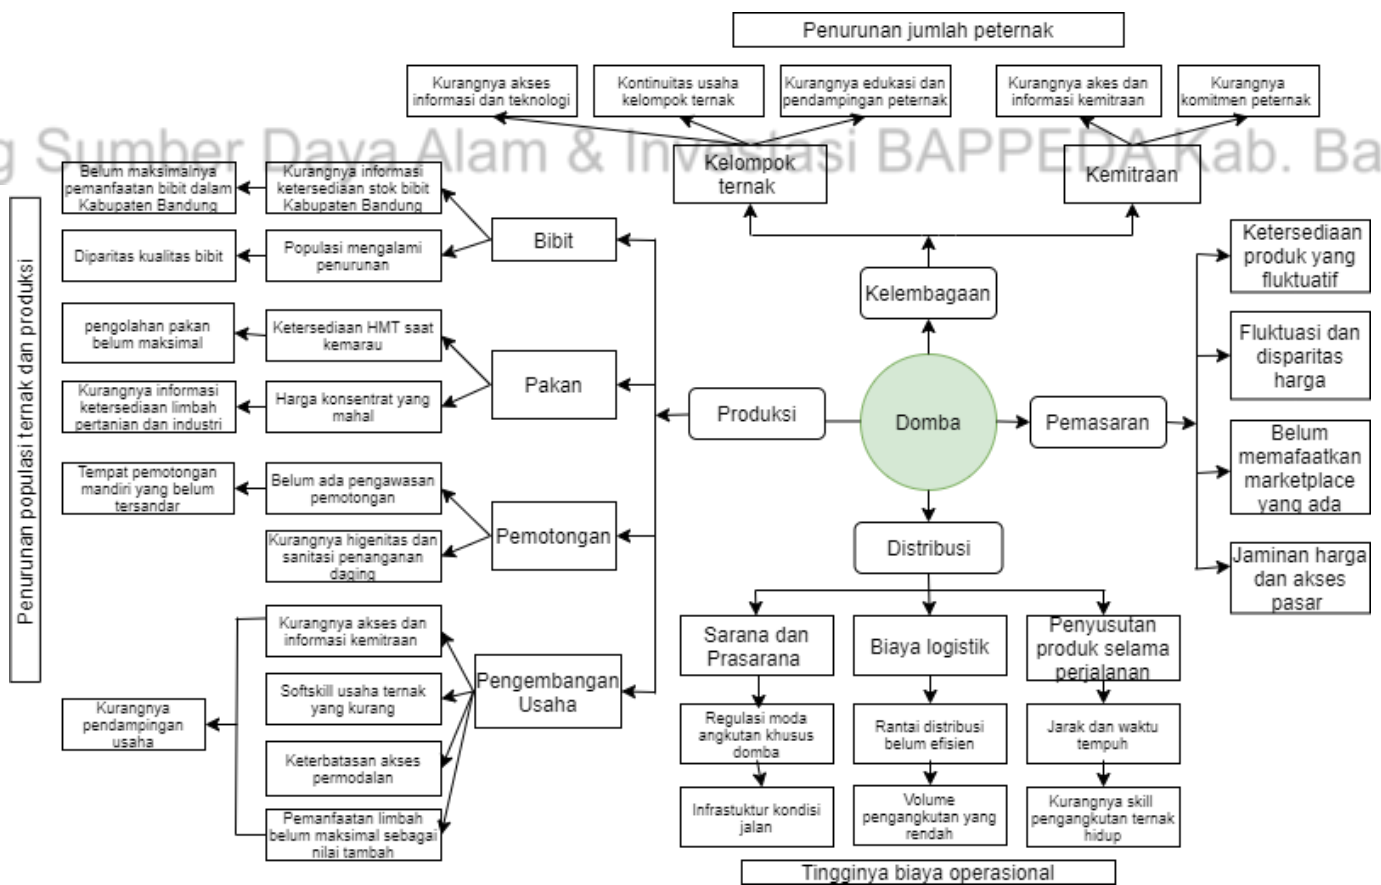 Penurunan jumlah peternak
Kurangnya akses
informasi dan teknologi
Kontinuitas usaha
kelompok ternak
Kurangnya edukasi dan
pendampingan peternak
Kurangnya akes dan
informasi kemitraan
Kurangnya
komitmen peternak
g Sumber Daya Alam & Investasi BAPPEDA Kab. Ba
Kelompok
ternak
Kemitraan
Kelembagaan
Penurunan populasi ternak dan produksi
Belum maksimalnya
pemanfaatan bibit dalam
Kabupaten Bandung
Kurangnya informasi
ketersediaan stok bibit
Kabupaten Bandung
Bibit
Diparitas kualitas bibit
Populasi mengalami
penurunan
pengolahan pakan
belum maksimal
Ketersediaan HMT saat
kemarau
Pakan
Kurangnya informasi
ketersediaan limbah
pertanian dan industri
Harga konsentrat yang
mahal
Produksi
Domba
Pemasaran
Ketersediaan
produk yang
fluktuatif
Fluktuasi dan
disparitas
harga
Belum
memafaatkan
marketplace
yang ada
Jaminan harga
dan akses
pasar
Tempat pemotongan
mandiri yang belum
tersandar
Belum ada pengawasan
pemotongan
Pemotongan
Kurangnya higenitas dan
sanitasi penanganan
daging
Kurangnya akses dan
informasi kemitraan
Pengembangan
Usaha
Softskill usaha ternak
yang kurang
Kurangnya
pendampingan
usaha
Keterbatasan akses
permodalan
Pemanfaatan limbah
belum maksimal sebagai
nilai tambah
Distribusi
Sarana dan
Prasarana
Biaya logistik
Penyusutan
produk selama
perjalanan
Regulasi moda
angkutan khusus
domba
Rantai distribusi
belum efisien
Jarak dan waktu
tempuh
Infrastuktur kondisi
jalan
Volume
pengangkutan yang
rendah
Kurangnya skill
pengangkutan ternak
hidup
Tingginya biaya operasional